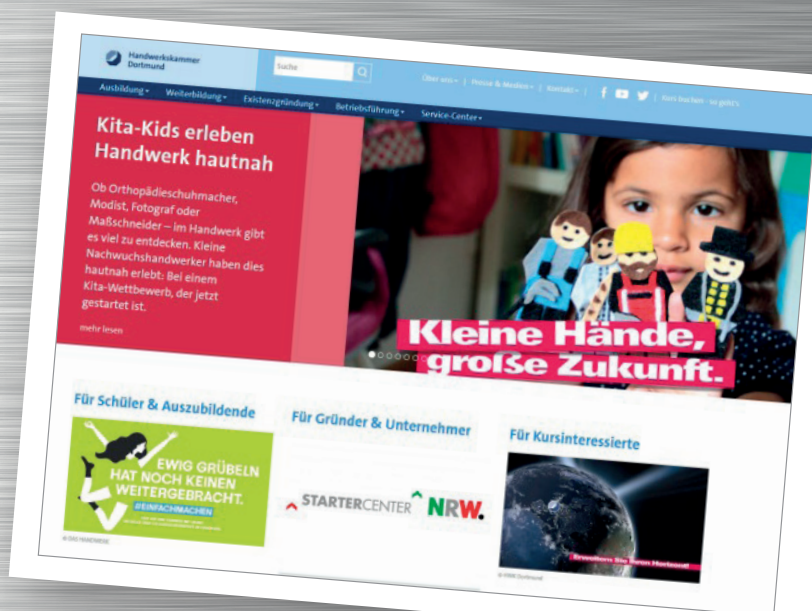 Handwerkskammer
Dortmund
Suche
Über uns | Presse & Medien | Kontakt | Kurs buchen - so geht's
Ausbildung Weiterbildung Existenzgründung Betriebsführung Service-Center
Kita-Kids erleben
Handwerk hautnah
Ob Orthopädieschuhmacher,
Modist, Fotograf oder
Maßschneider – im Handwerk gibt
es viel zu entdecken. Kleine
Nachwuchshandwerker haben dies
hautnah erlebt: Bei einem
Kita-Wettbewerb, der jetzt
gestartet ist.
mehr lesen
Kleine Hände,
große Zukunft.
Für Schüler & Auszubildende
EWIG GRÜBELN
HAT NOCH KEINEN
WEITERGEBRACHT.
#EINFACHMACHEN
© DAS HANDWERK
Für Gründer & Unternehmer
STARTERCENTER NRW.
Für Kursinteressierte
Erweitern Sie Ihren Horizont!
© HWK Dortmund